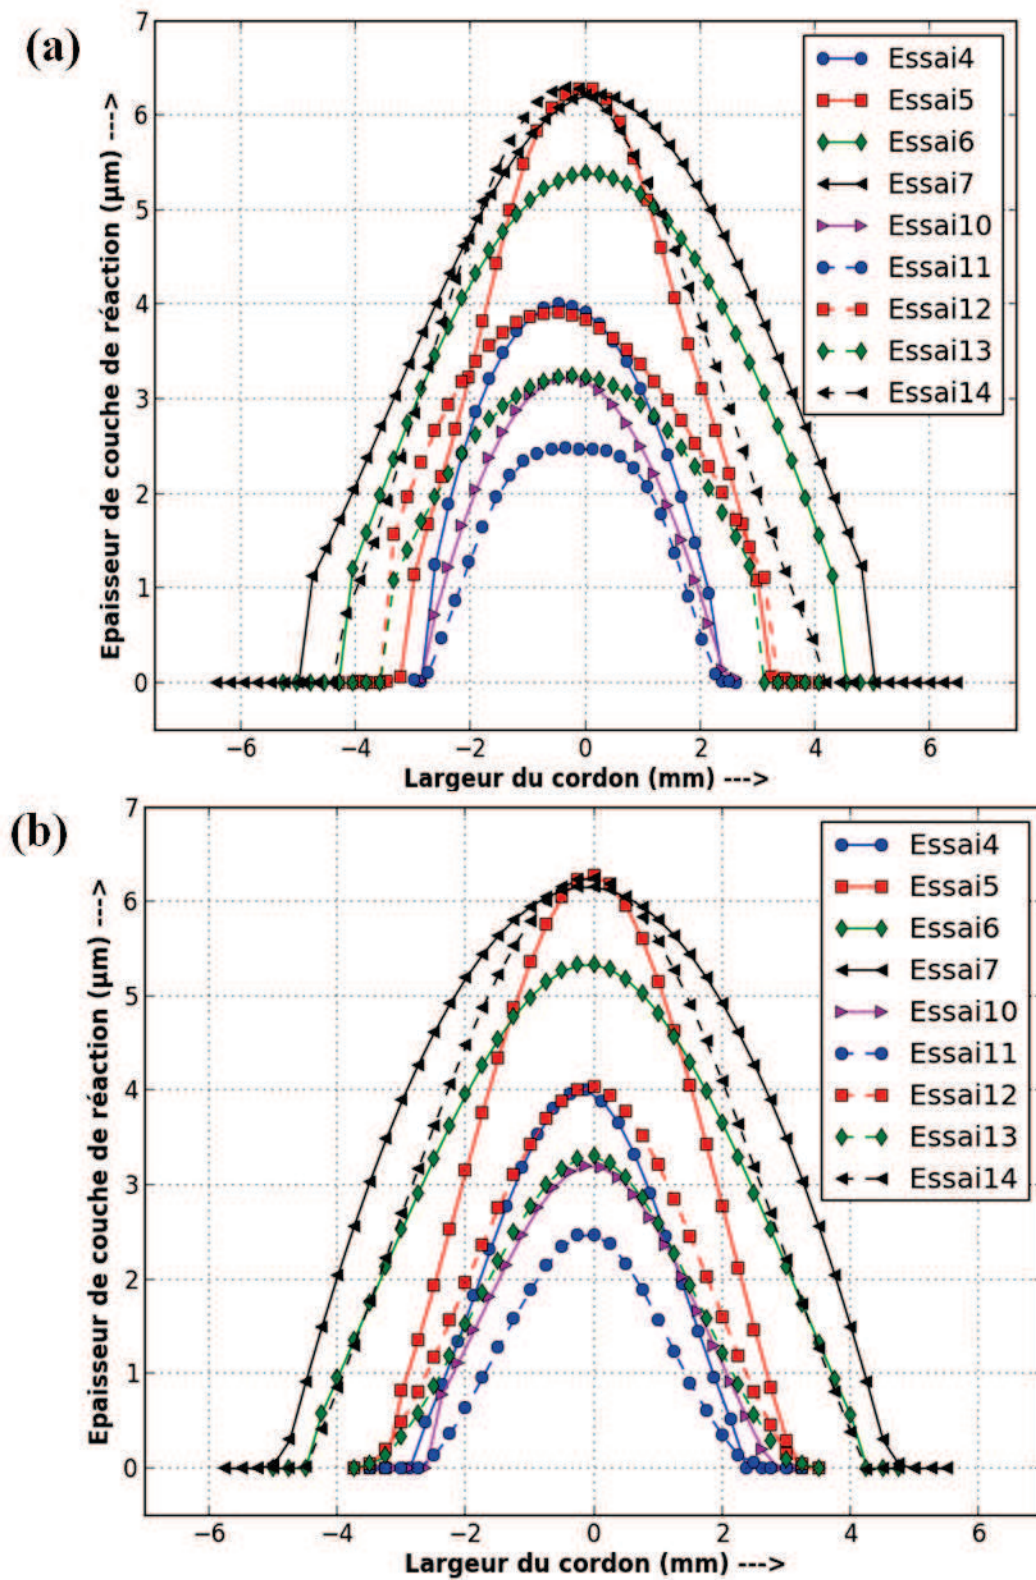 (a)
7
6
5
4
3
2
1
0
Epaisseur de couche de réaction (µm) --->
Essai4
Essai5
Essai6
Essai7
Essai10
Essai11
Essai12
Essai13
Essai14
−6 −4 −2 0 2 4 6
Largeur du cordon (mm) --->
(b)
7
6
5
4
3
2
1
0
Epaisseur de couche de réaction (µm) --->
Essai4
Essai5
Essai6
Essai7
Essai10
Essai11
Essai12
Essai13
Essai14
−6 −4 −2 0 2 4 6
Largeur du cordon (mm) --->